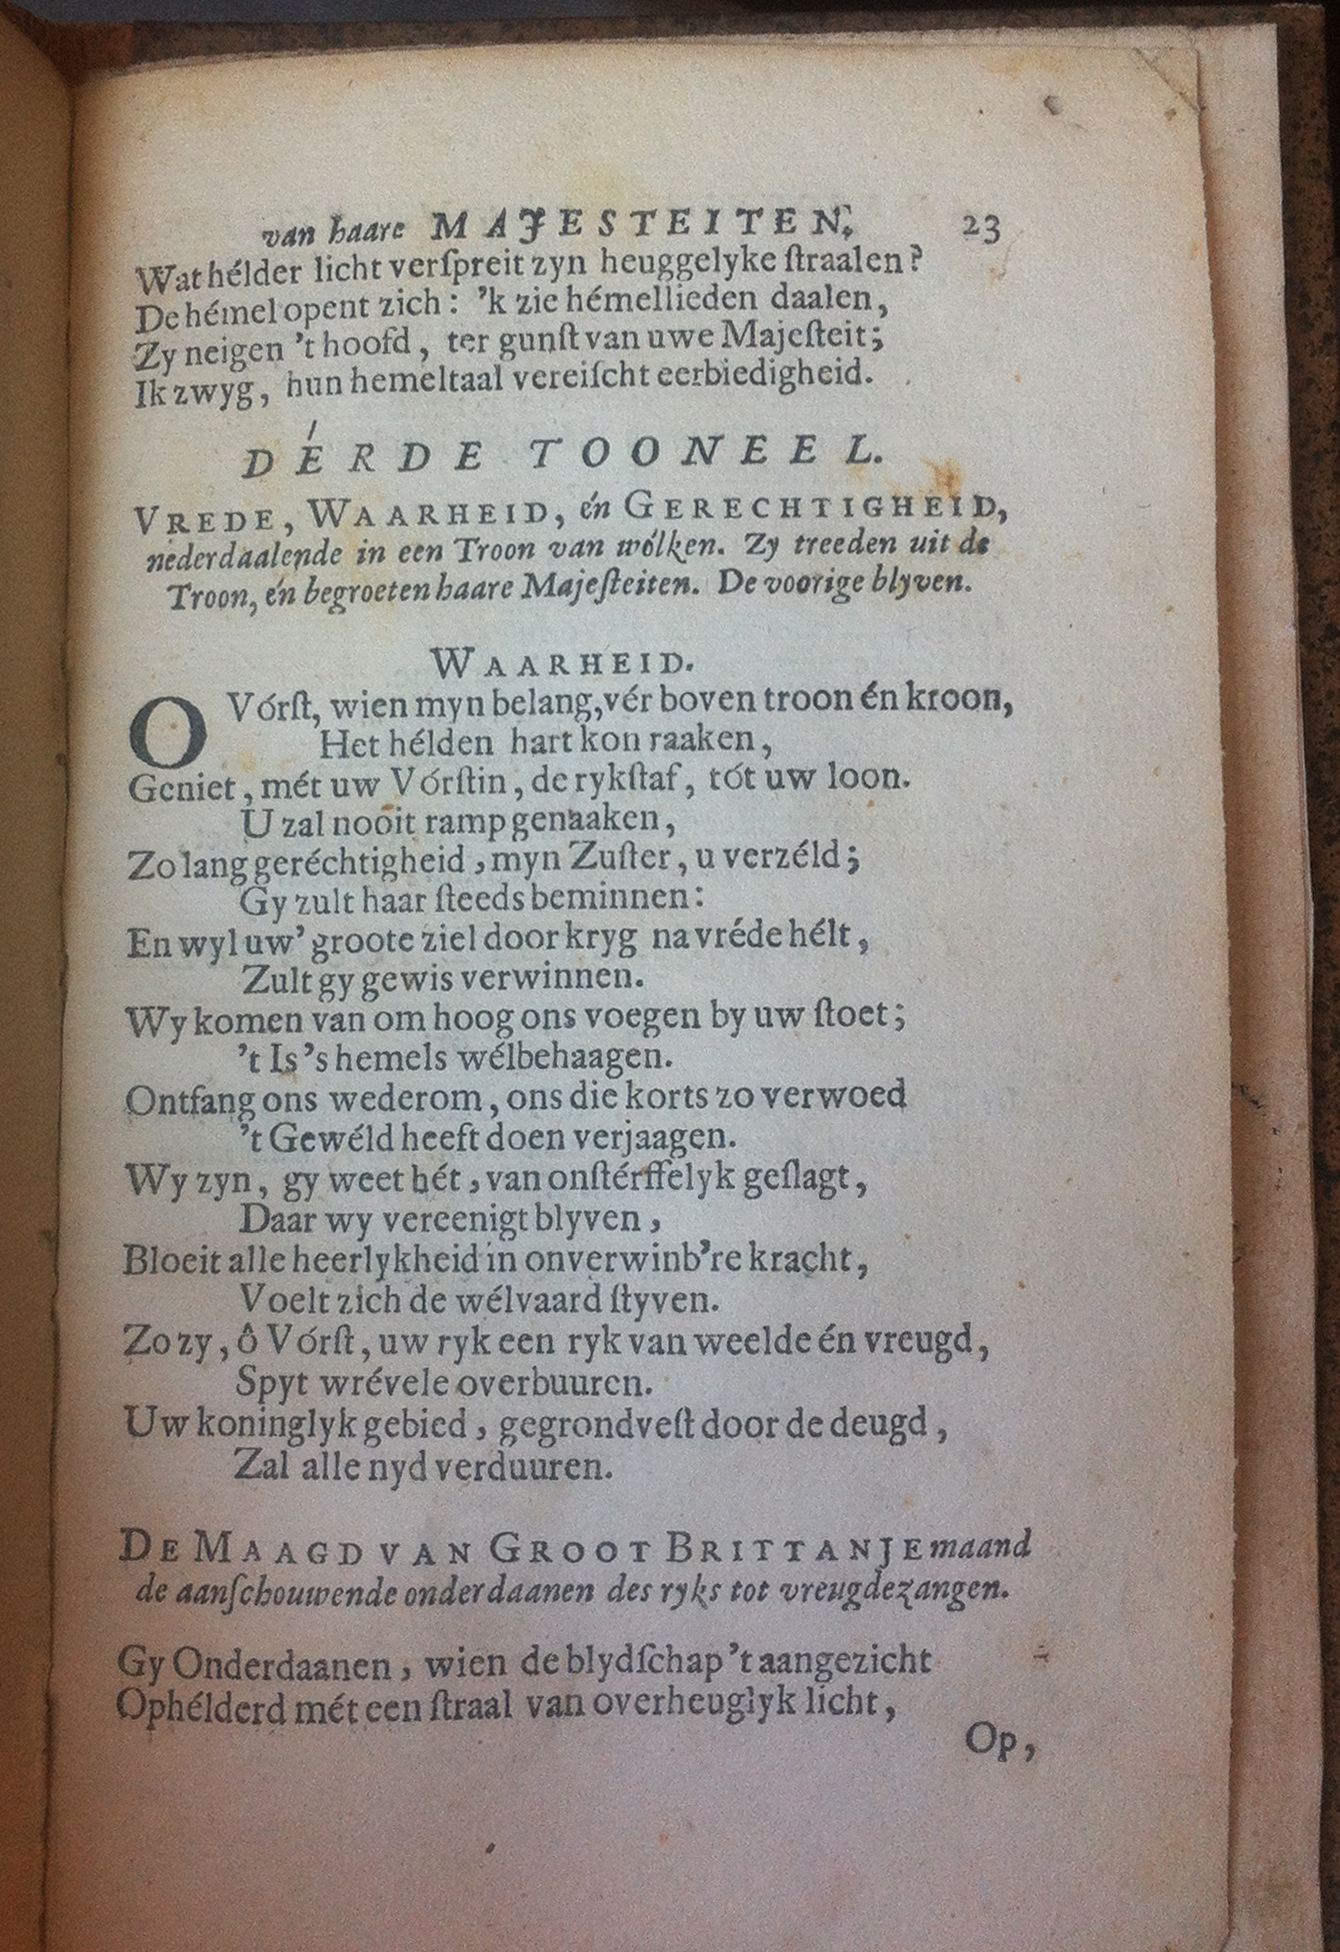 van haare MAJESTEITEN. 23
Wat hélder licht verſpreit zyn heuggelyke ſtraalen?
De hémel opent zich: 'k zie hémellieden daalen,
Zy neigen 't hoofd, ter gunſt van uwe Majeſteit;
Ik zwyg, hun hemeltaal vereiſcht eerbiedigheid.
DÉRDE TOONEEL.
VREDE, WAARHEID, én GERECHTIGHEID,
nederdaalende in een Troon van wólken. Zy treeden uit de
Troon, én begroeten haare Majeſteiten. De voorige blyven.
WAARHEID.
O Vórſt, wien myn belang, vér boven troon én kroon,
Het hélden hart kon raaken,
Geniet, mét uw Vórſtin, de rykſtaf, tót uw loon.
U zal nooit ramp genaaken,
Zo lang geréchtigheid, myn Zuſter, u verzéld;
Gy zult haar ſteeds beminnen:
En wyl uw' groote ziel door kryg na vréde hélt,
Zult gy gewis verwinnen.
Wy komen van om hoog ons voegen by uw ſtoet;
't Is 's hemels wélbehaagen.
Ontfang ons wederom, ons die korts zo verwoed
't Gewéld heeft doen verjaagen.
Wy zyn, gy weet hét, van onſtérffelyk geſlagt,
Daar wy vereenigt blyven,
Bloeit alle heerlykheid in onverwinb're kracht,
Voelt zich de wélvaard ſtyven.
Zo zy, ô Vórſt, uw ryk een ryk van weelde én vreugd,
Spyt wrévele overbuuren.
Uw koninglyk gebied, gegrondveſt door de deugd,
Zal alle nyd verduuren.
DE MAAGD VAN GROOT BRITTANJE maand
de aanſchouwende onderdaanen des ryks tot vreugdezangen.
Gy Onderdaanen, wien de blydſchap 't aangezicht
Ophélderd mét een ſtraal van overheuglyk licht,
Op,